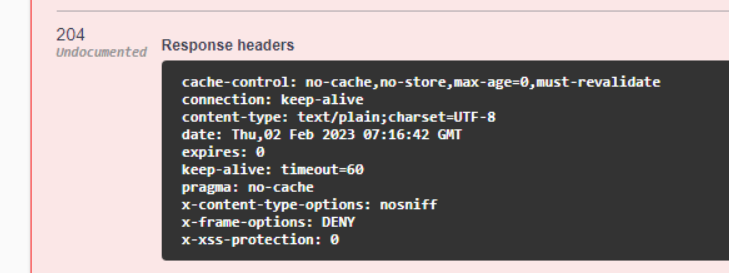 204
Undocumented
Response headers
cache-control: no-cache,no-store,max-age=0,must-revalidate
connection: keep-alive
content-type: text/plain;charset=UTF-8
date: Thu,02 Feb 2023 07:16:42 GMT
expires: 0
keep-alive: timeout=60
pragma: no-cache
x-content-type-options: nosniff
x-frame-options: DENY
x-xss-protection: 0